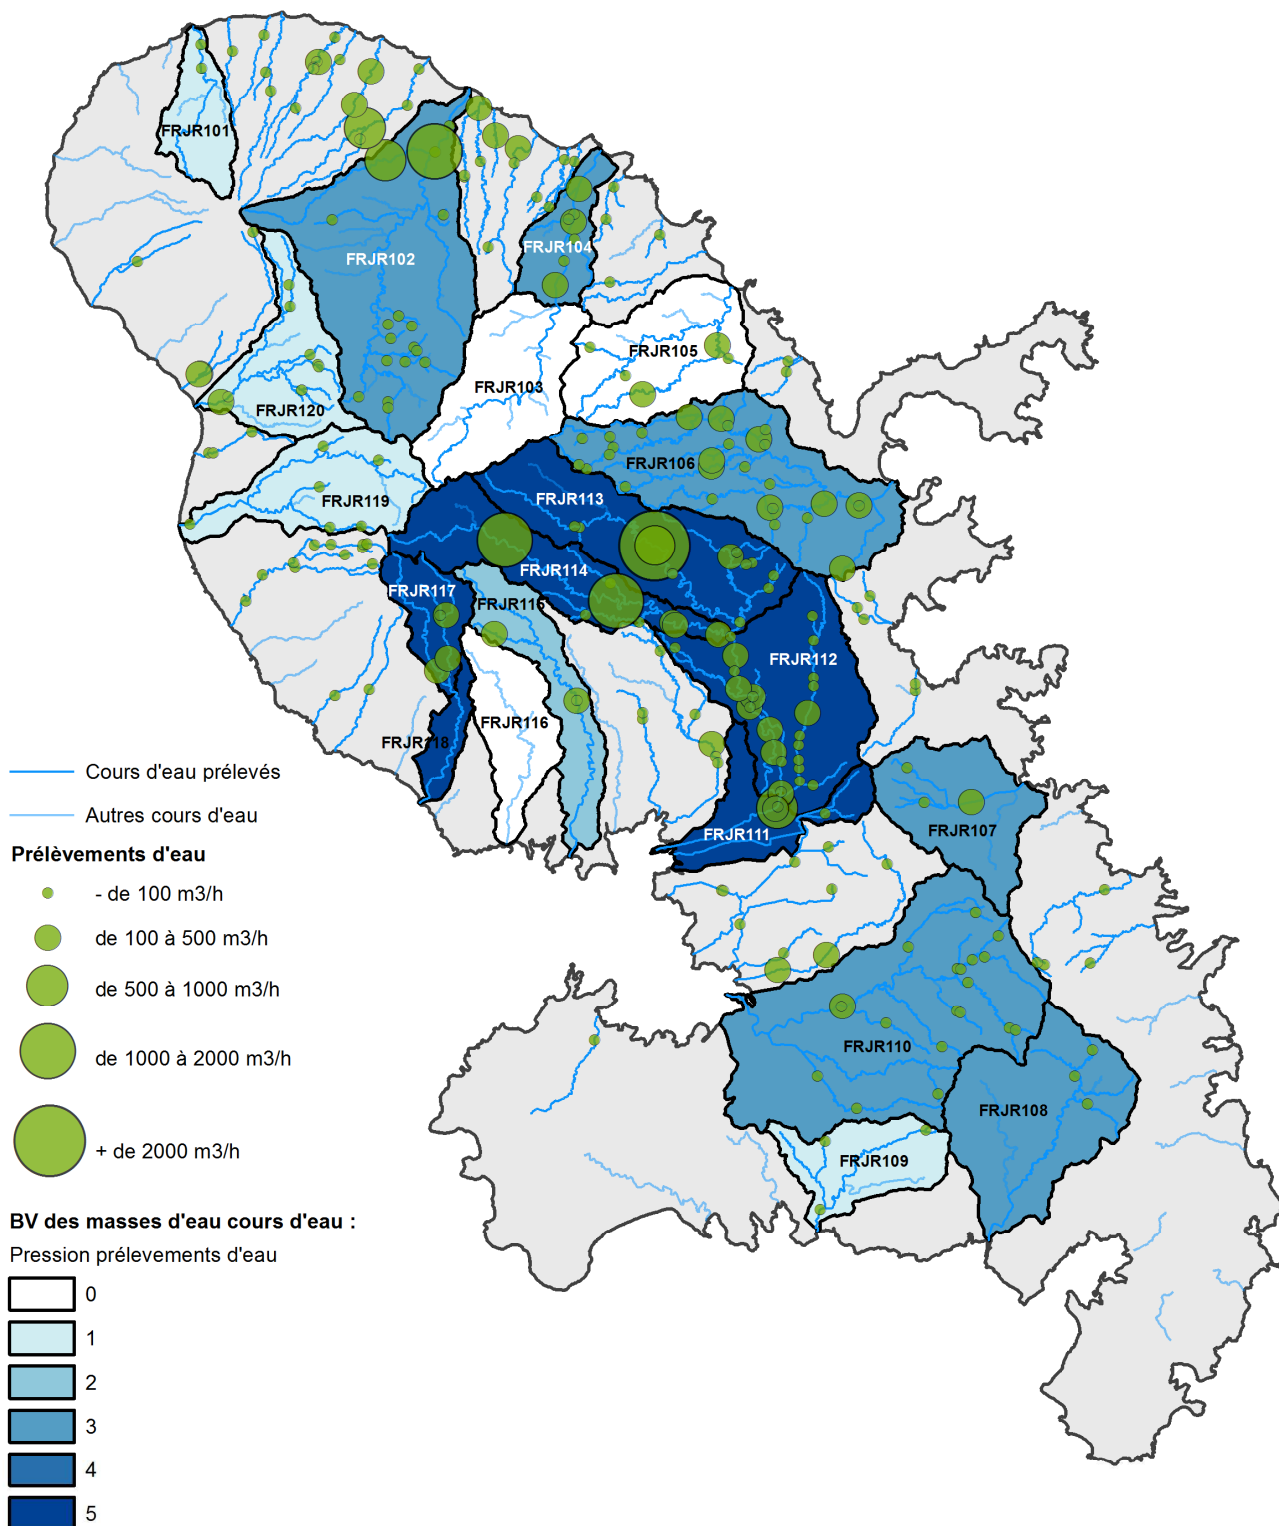 FRJR101
FRJR102
FRJR104
FRJR105
FRJR103
FRJR120
FRJR106
FRJR113
FRJR119
FRJR114
FRJR117
FRJR115
FRJR112
FRJR116
FRJR118
FRJR111
FRJR107
FRJR110
FRJR108
FRJR109
Cours d'eau prélevés
Autres cours d'eau
Prélèvements d'eau
- de 100 m3/h
de 100 à 500 m3/h
de 500 à 1000 m3/h
de 1000 à 2000 m3/h
+ de 2000 m3/h
BV des masses d'eau cours d'eau :
Pression prélevements d'eau
0
1
2
3
4
5